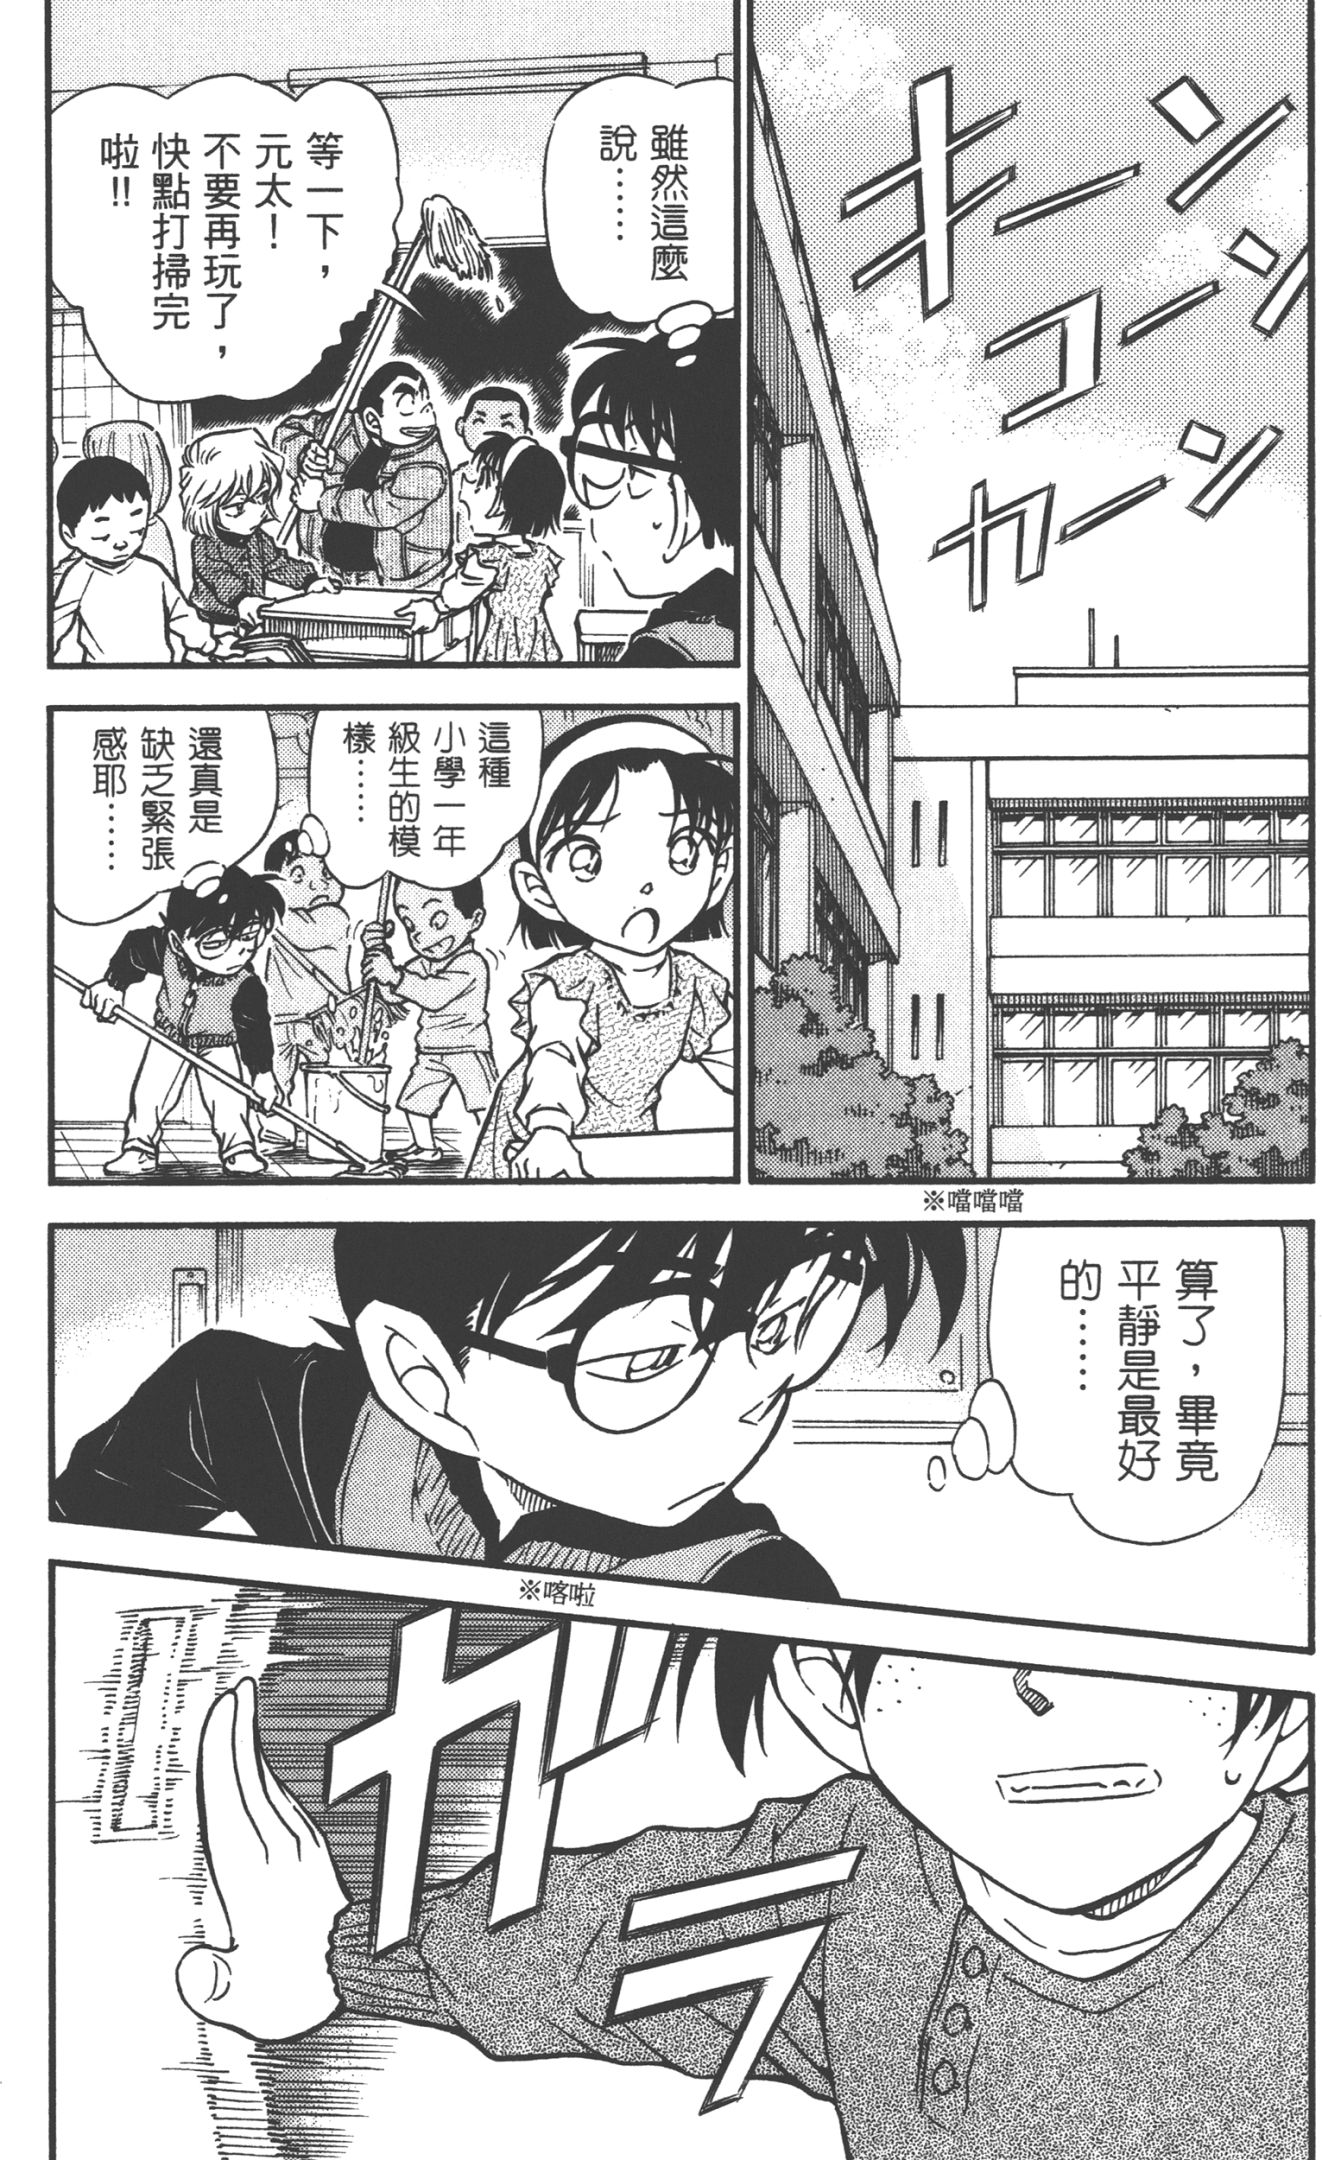 キーン
コーン
カーン
※噹噹噹
雖然這麼
說……
等一下，
元太！
不要再玩了，
快點打掃完
啦!!
這種
小學一年
級生的模
樣……
還真是
缺乏緊張
感耶……
算了，畢竟
平靜是最好
的……
※喀啦
ガラ